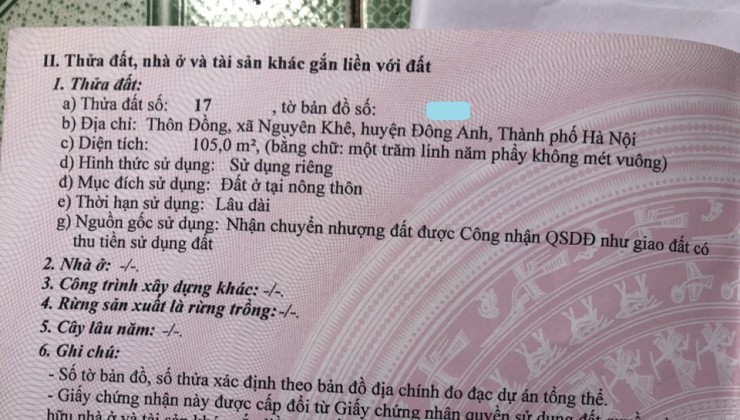 II. Thửa đất, nhà ở và tài sản khác gắn liền với đất
1. Thửa đất:
a) Thửa đất số: 17 , tờ bản đồ số:
b) Địa chỉ: Thôn Đồng, xã Nguyên Khê, huyện Đông Anh, Thành phố Hà Nội
c) Diện tích: 105,0 m², (bằng chữ: một trăm linh năm phẩy không mét vuông)
d) Hình thức sử dụng: Sử dụng riêng
đ) Mục đích sử dụng: Đất ở tại nông thôn
e) Thời hạn sử dụng: Lâu dài
g) Nguồn gốc sử dụng: Nhận chuyển nhượng đất được Công nhận QSDĐ như giao đất có
thu tiền sử dụng đất
2. Nhà ở: -/-.
3. Công trình xây dựng khác: -/-.
4. Rừng sản xuất là rừng trồng: -/-.
5. Cây lâu năm: -/-.
6. Ghi chú:
- Số tờ bản đồ, số thửa xác định theo bản đồ địa chính đo đạc dự án tổng thể.
- Giấy chứng nhận này được cấp đổi từ Giấy chứng nhận quyền sử dụng đất
hữu nhà ở và tài sản